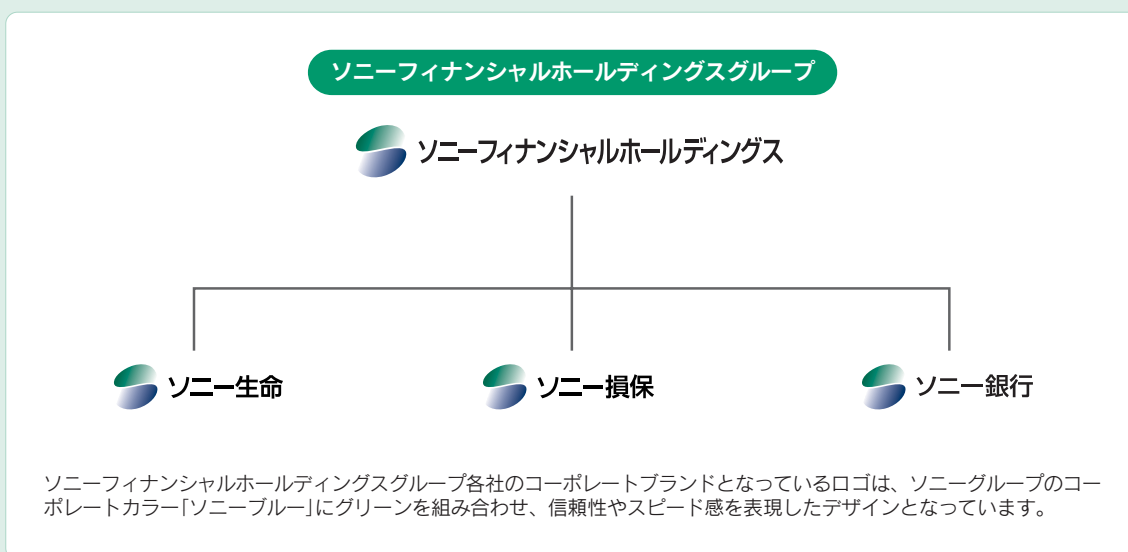 ソニーフィナンシャルホールディングスグループ
ソニーフィナンシャルホールディングス
ソニー生命
ソニー損保
ソニー銀行
ソニーフィナンシャルホールディングスグループ各社のコーポレートブランドとなっているロゴは、ソニーグループのコー
ポレートカラー「ソニーブルー」にグリーンを組み合わせ、信頼性やスピード感を表現したデザインとなっています。